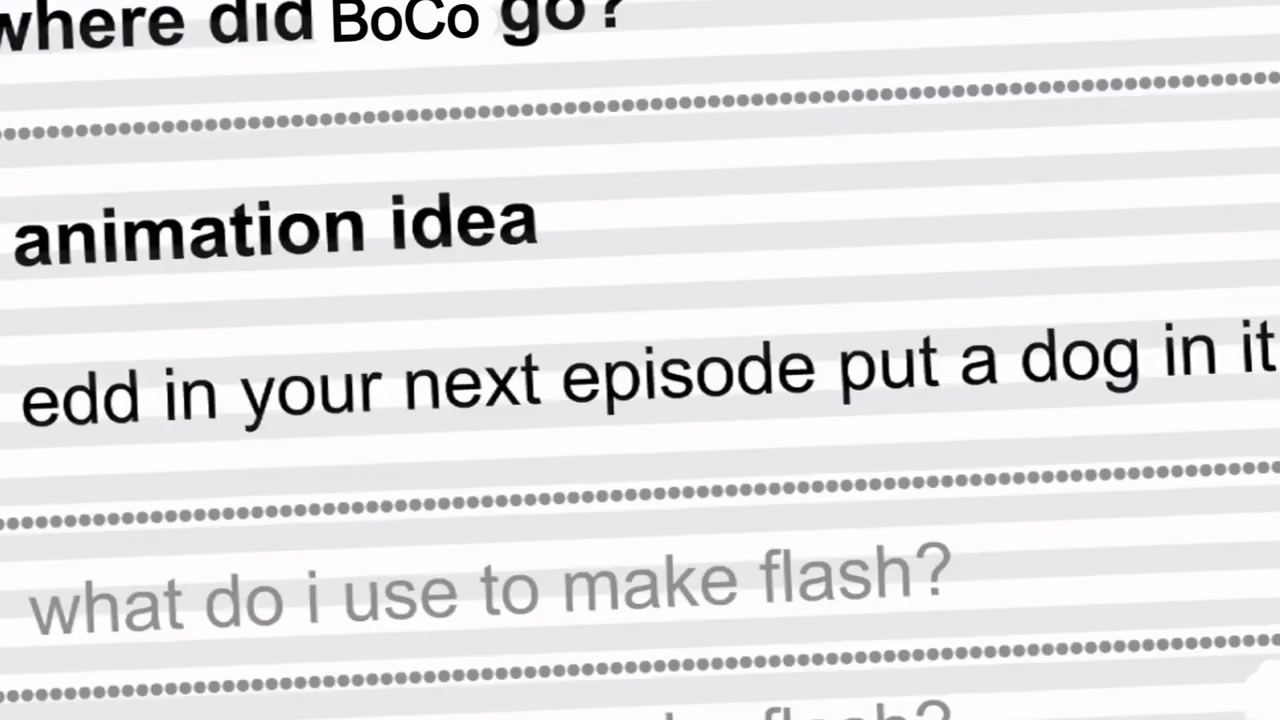 where did BoCo go?
animation idea
edd in your next episode put a dog in it
what do i use to make flash?
flash?